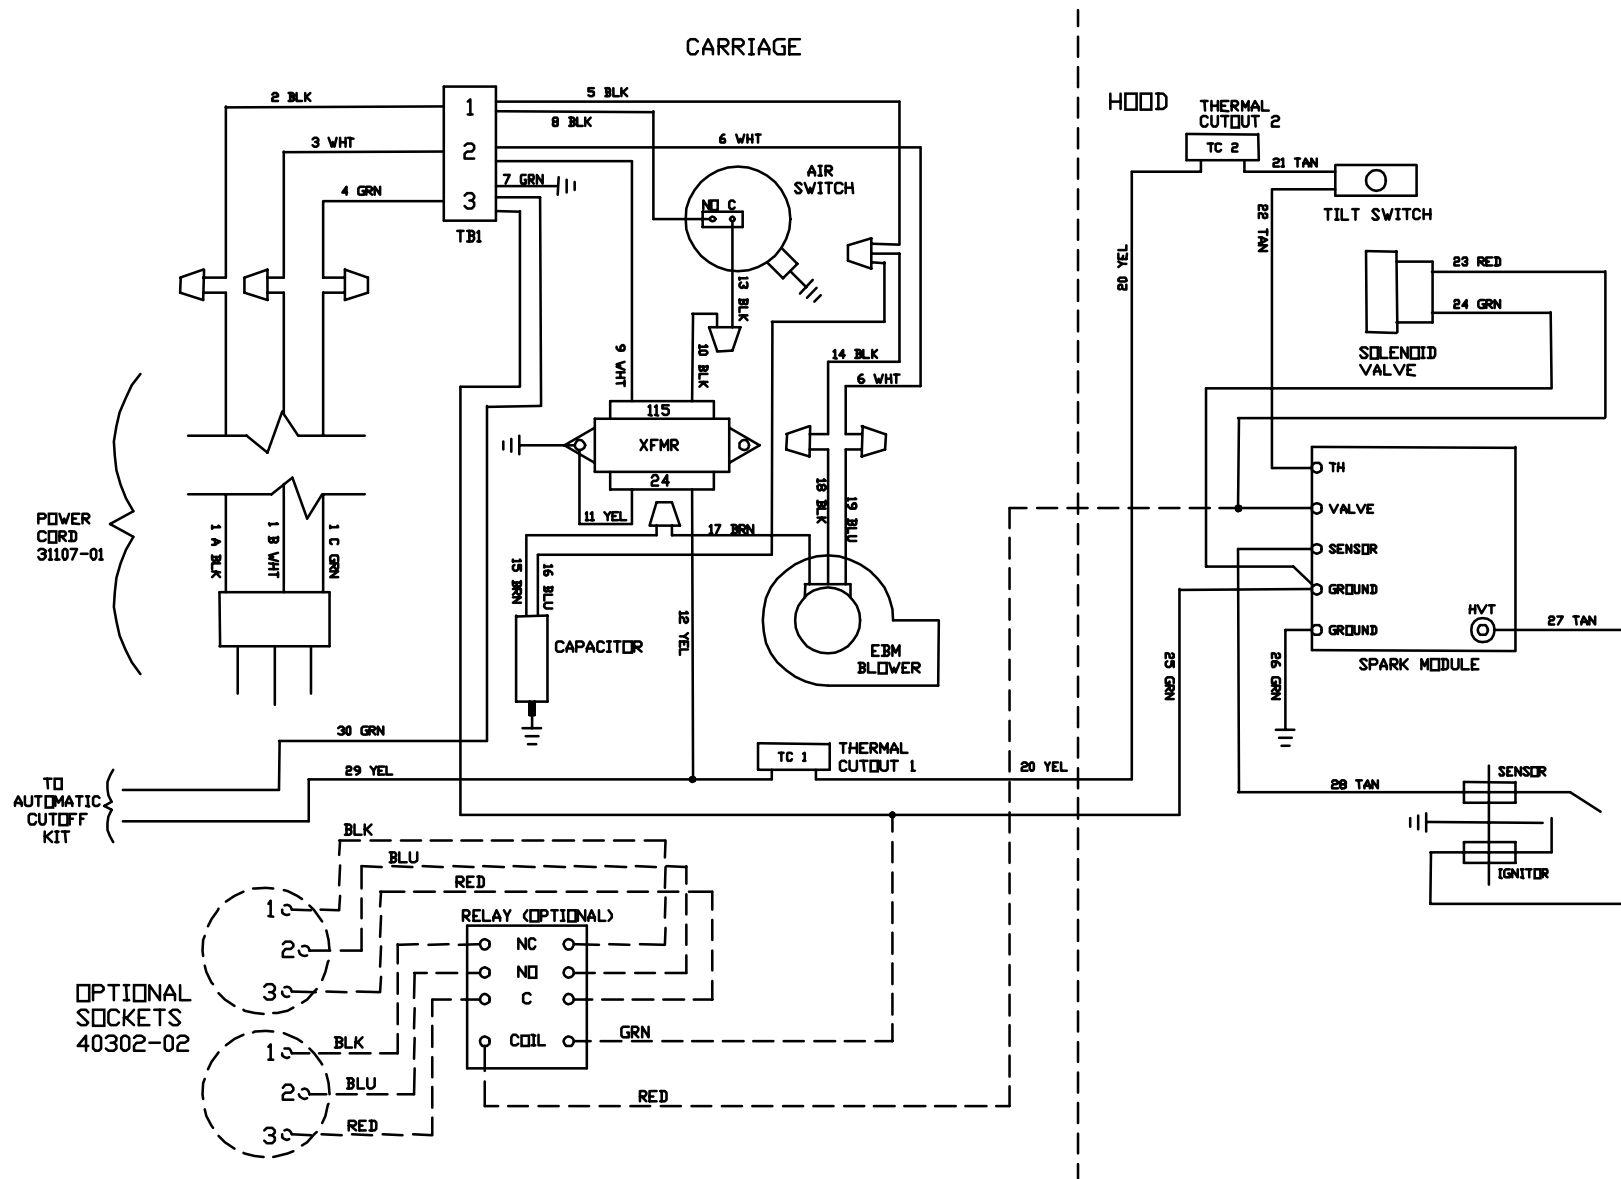 CARRIAGE
HOOD
2 BLK
3 WHT
4 GRN
1
2
3
TB1
5 BLK
8 BLK
6 WHT
7 GRN
AIR
SWITCH
NO C
13 BLK
9 WHT
10 BLK
14 BLK
6 WHT
115
XFMR
24
11 YEL
17 BRN
18 BLK
19 BLU
15 BRN
16 BLU
12 YEL
CAPACITOR
EBM
BLOWER
POWER
CORD
31107-01
1 A BLK
1 B WHT
1 C GRN
30 GRN
29 YEL
TO
AUTOMATIC
CUTOFF
KIT
TC 1
THERMAL
CUTOUT 1
20 YEL
THERMAL
CUTOUT 2
TC 2
21 TAN
22 TAN
20 YEL
TILT SWITCH
23 RED
24 GRN
SOLENOID
VALVE
TH
VALVE
SENSOR
GROUND
GROUND
HVT
27 TAN
SPARK MODULE
25 GRN
26 GRN
28 TAN
SENSOR
IGNITOR
BLK
BLU
RED
1
2
3
RELAY (OPTIONAL)
NC
NO
C
COIL
OPTIONAL
SOCKETS
40302-02
1
2
3
BLK
BLU
RED
GRN
RED